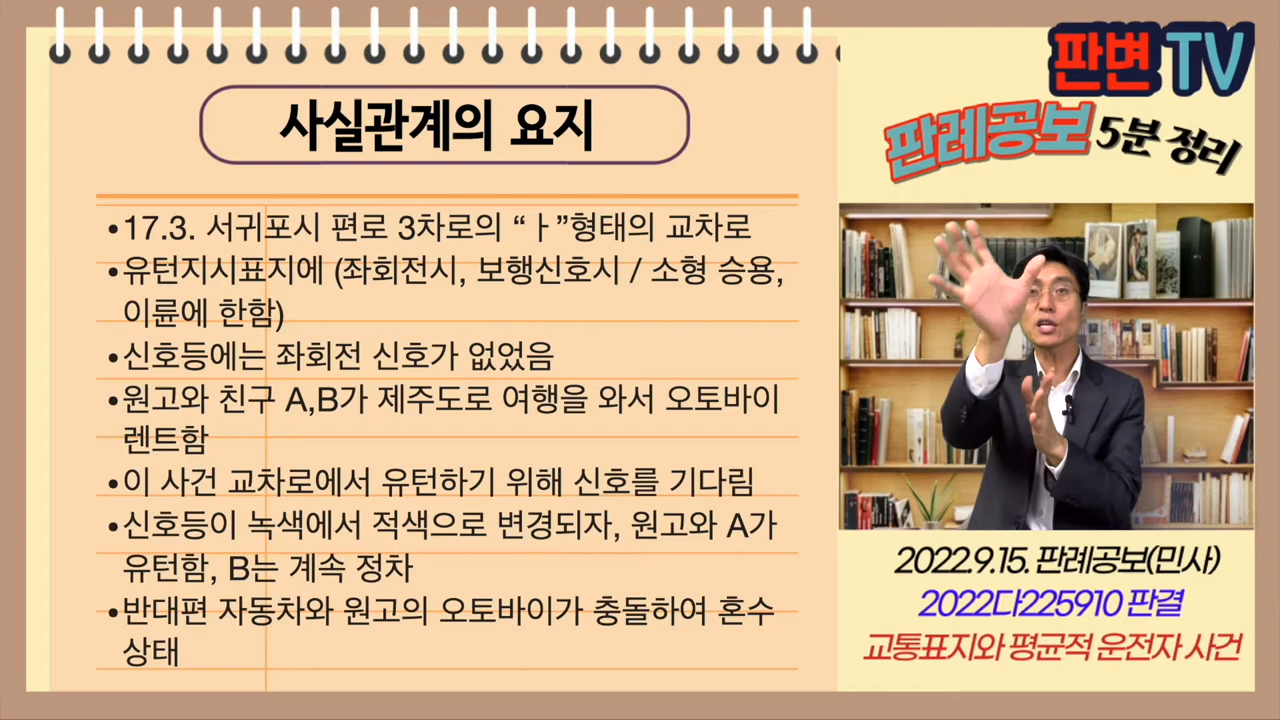 사실관계의 요지
•17.3. 서귀포시 편로 3차로의 “ㅏ”형태의 교차로
•유턴지시표지에 (좌회전시, 보행신호시 / 소형 승용,
이륜에 한함)
•신호등에는 좌회전 신호가 없었음
•원고와 친구 A,B가 제주도로 여행을 와서 오토바이
렌트함
•이 사건 교차로에서 유턴하기 위해 신호를 기다림
•신호등이 녹색에서 적색으로 변경되자, 원고와 A가
유턴함, B는 계속 정차
•반대편 자동차와 원고의 오토바이가 충돌하여 혼수
상태
판변 TV
판례공보 5분 정리
2022.9.15. 판례공보(민사)
2022다225910 판결
교통표지와 평균적 운전자 사건